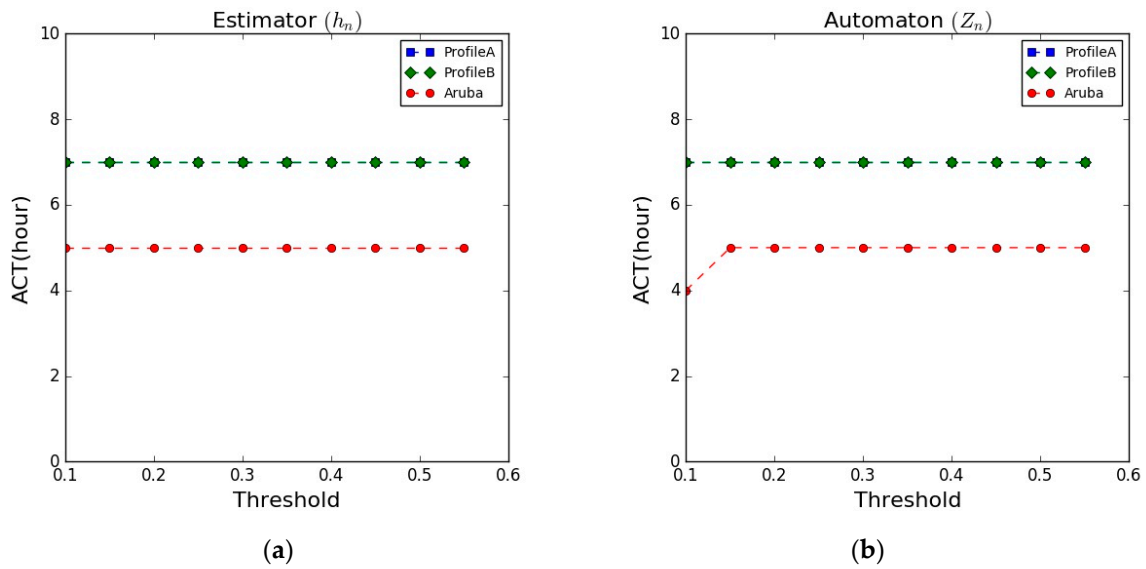 Estimator (hₙ)
10
8
6
4
2
0
ACT(hour)
ProfileA
ProfileB
Aruba
0.1 0.2 0.3 0.4 0.5 0.6
Threshold
(a)
Automaton (Zₙ)
10
8
6
4
2
0
ACT(hour)
ProfileA
ProfileB
Aruba
0.1 0.2 0.3 0.4 0.5 0.6
Threshold
(b)